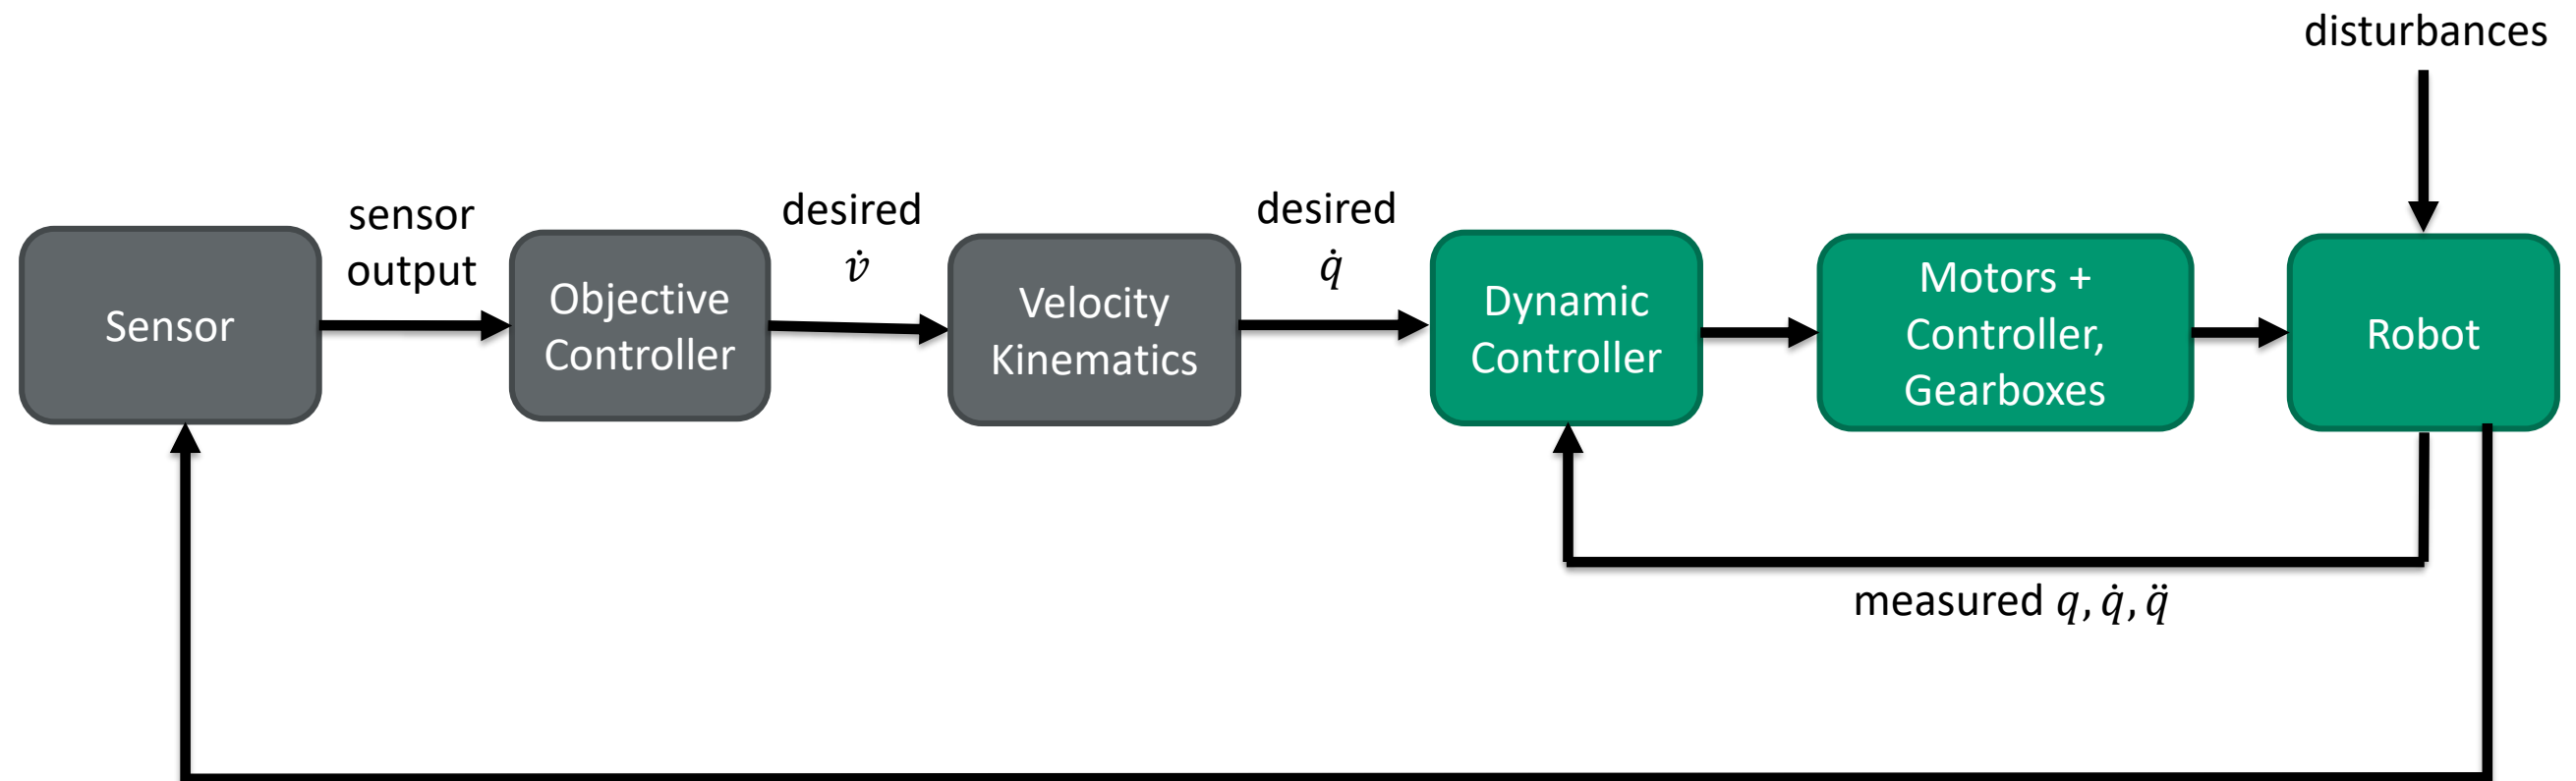 disturbances
sensor
output
desired
v̇
desired
q̇
Sensor
Objective
Controller
Velocity
Kinematics
Dynamic
Controller
Motors +
Controller,
Gearboxes
Robot
measured q, q̇, q̈